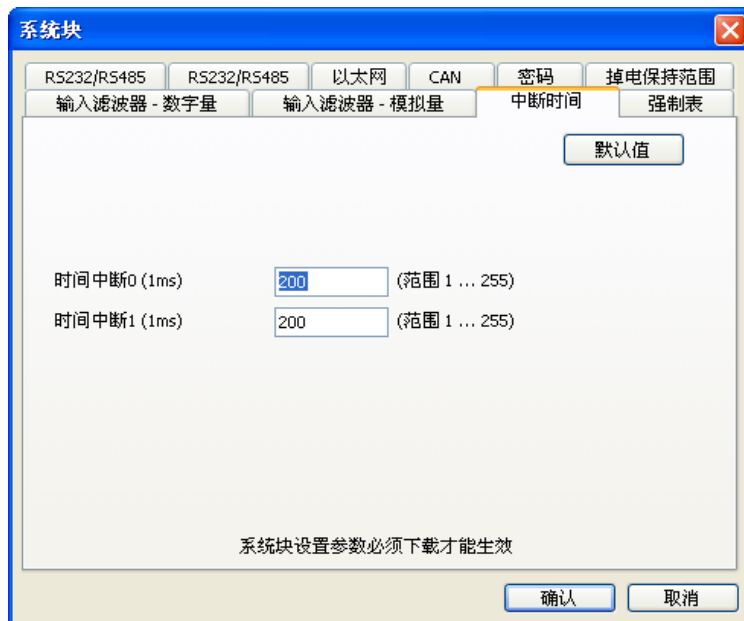 系统块
RS232/RS485 RS232/RS485 以太网 CAN 密码 掉电保持范围
输入滤波器 - 数字量 输入滤波器 - 模拟量 中断时间 强制表
默认值
时间中断0 (1ms) 200 (范围 1 ... 255)
时间中断1 (1ms) 200 (范围 1 ... 255)
系统块设置参数必须下载才能生效
确认 取消